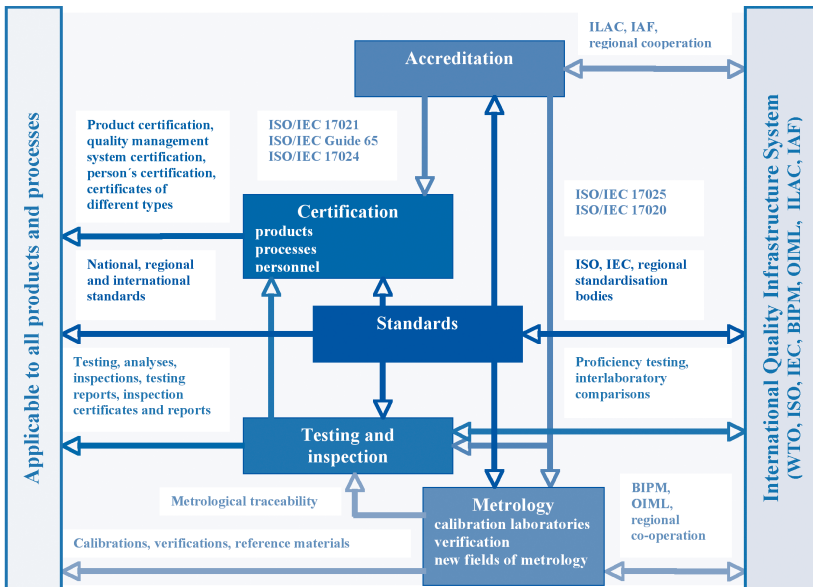 Applicable to all products and processes
ILAC, IAF,
regional cooperation
Accreditation
Product certification,
quality management
system certification,
person´s certification,
certificates of
different types
ISO/IEC 17021
ISO/IEC Guide 65
ISO/IEC 17024
ISO/IEC 17025
ISO/IEC 17020
Certification
products
processes
personnel
National, regional
and international
standards
ISO, IEC, regional
standardisation
bodies
Standards
Testing, analyses,
inspections, testing
reports, inspection
certificates and reports
Proficiency testing,
interlaboratory
comparisons
Testing and
inspection
Metrological traceability
Metrology
calibration laboratories
verification
new fields of metrology
BIPM,
OIML,
regional
co-operation
Calibrations, verifications, reference materials
International Quality Infrastructure System
(WTO, ISO, IEC, BIPM, OIML, ILAC, IAF)